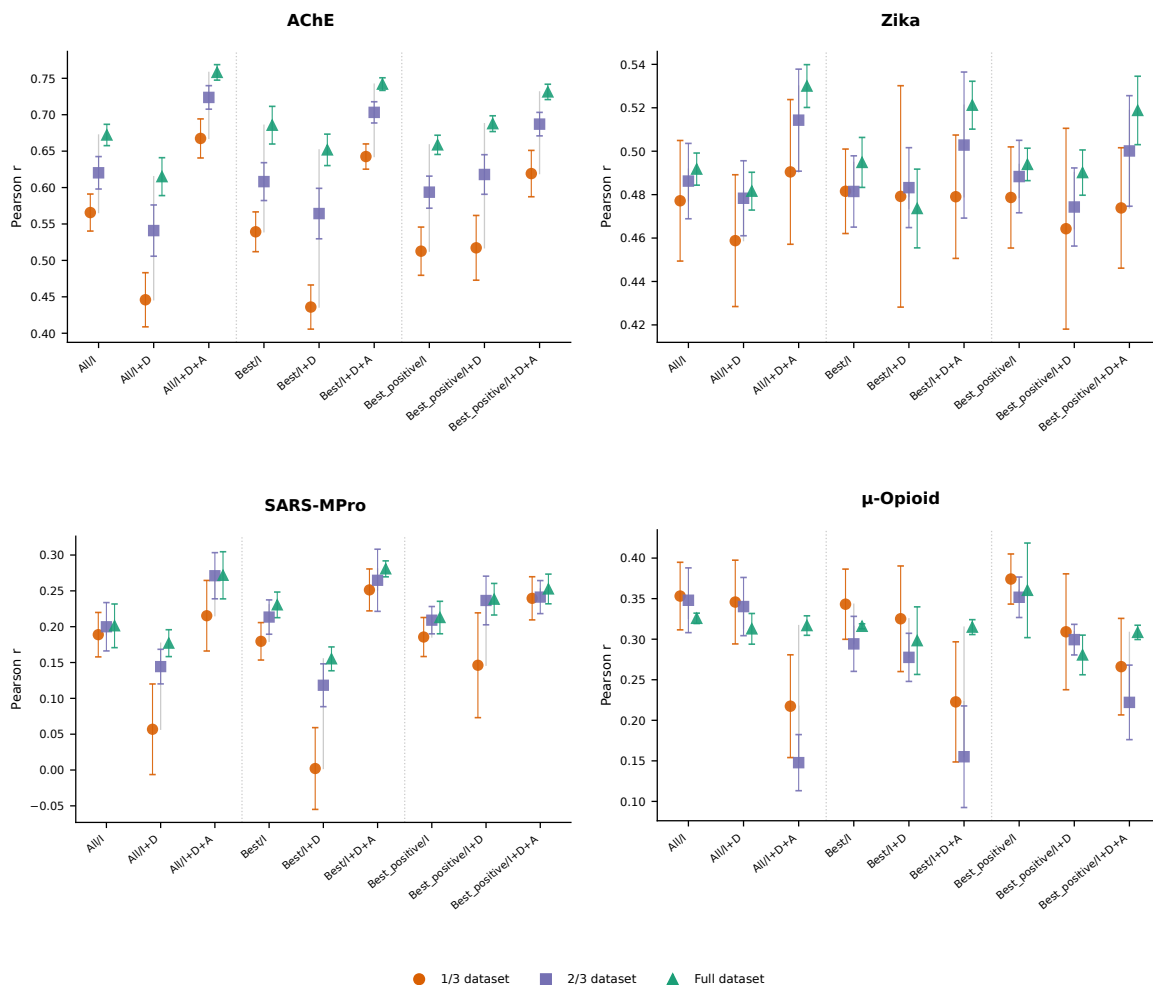 AChE
Pearson r
0.75
0.70
0.65
0.60
0.55
0.50
0.45
0.40
All/I
All/I+D
All/I+D+A
Best/I
Best/I+D
Best/I+D+A
Best_positive/I
Best_positive/I+D
Best_positive/I+D+A
Zika
Pearson r
0.54
0.52
0.50
0.48
0.46
0.44
0.42
All/I
All/I+D
All/I+D+A
Best/I
Best/I+D
Best/I+D+A
Best_positive/I
Best_positive/I+D
Best_positive/I+D+A
SARS-MPro
Pearson r
0.30
0.25
0.20
0.15
0.10
0.05
0.00
−0.05
All/I
All/I+D
All/I+D+A
Best/I
Best/I+D
Best/I+D+A
Best_positive/I
Best_positive/I+D
Best_positive/I+D+A
μ-Opioid
Pearson r
0.40
0.35
0.30
0.25
0.20
0.15
0.10
All/I
All/I+D
All/I+D+A
Best/I
Best/I+D
Best/I+D+A
Best_positive/I
Best_positive/I+D
Best_positive/I+D+A
1/3 dataset
2/3 dataset
Full dataset